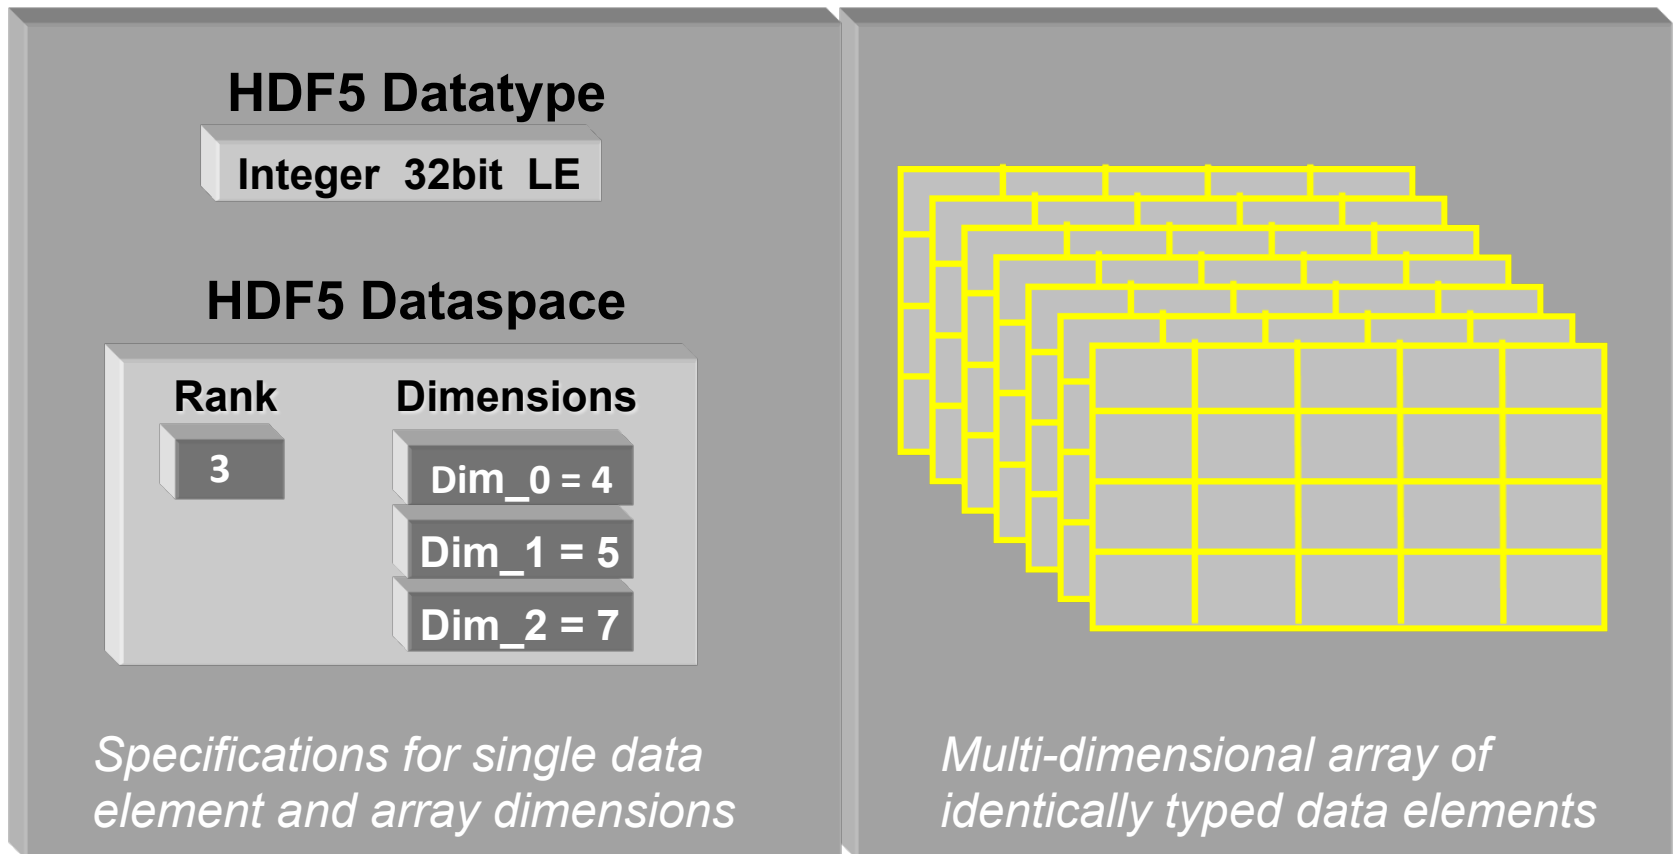 HDF5 Datatype
Integer 32bit LE
HDF5 Dataspace
Rank
3
Dimensions
Dim_0 = 4
Dim_1 = 5
Dim_2 = 7
Specifications for single data
element and array dimensions
Multi-dimensional array of
identically typed data elements